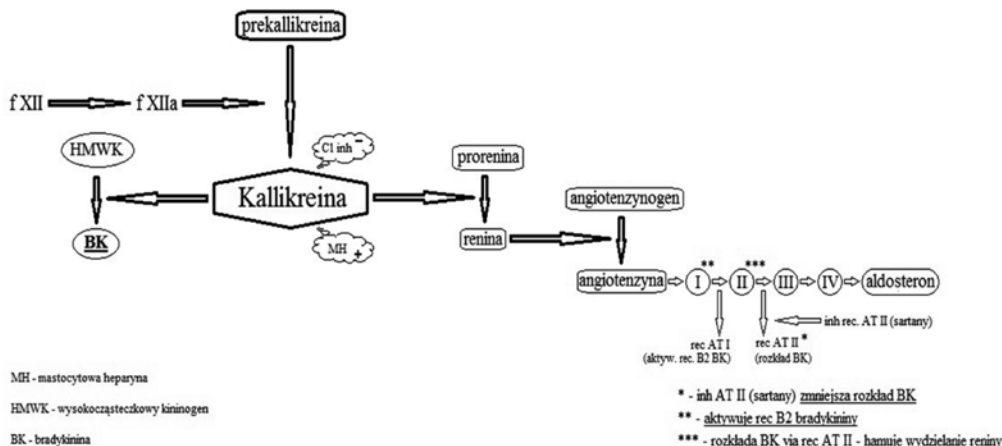 prekallikreina
f XII
f XIIa
HMWK
C1 inh -
Kallikreina
prorenina
angiotenzynogen
BK
MH +
renina
angiotenzyna
I
**
II
***
III
IV
aldosteron
inh rec. AT II (sartany)
rec AT I
(aktyw. rec. B2 BK)
rec AT II *
(rozkład BK)
MH - mastocytowa heparyna
HMWK - wysokocząsteczkowy kininogen
BK - bradykinina
* - inh AT II (sartany) zmniejsza rozkład BK
** - aktywuje rec B2 bradykininy
*** - rozkłada BK via rec AT II - hamuje wydzielanie reniny